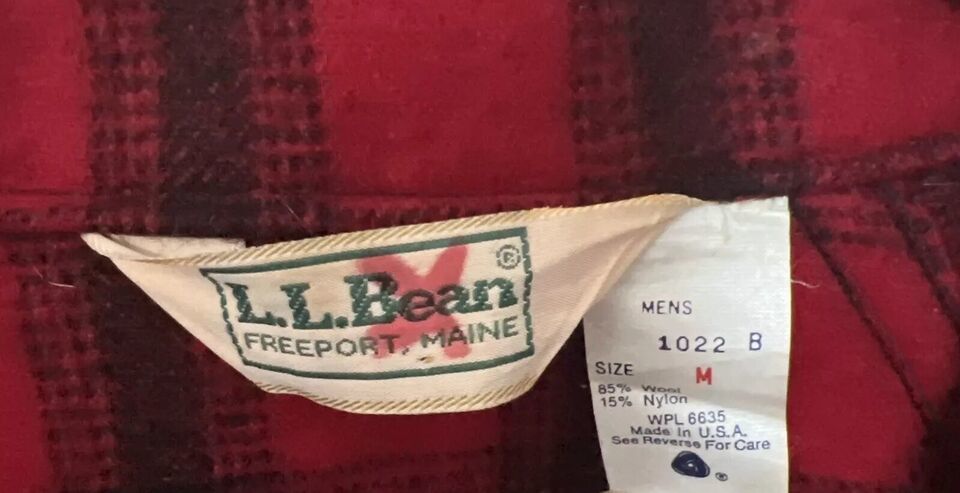 L.L.Bean ®
FREEPORT, MAINE
MENS
1022 B
SIZE M
85% Wool
15% Nylon
WPL 6635
Made In U.S.A.
See Reverse For Care
®